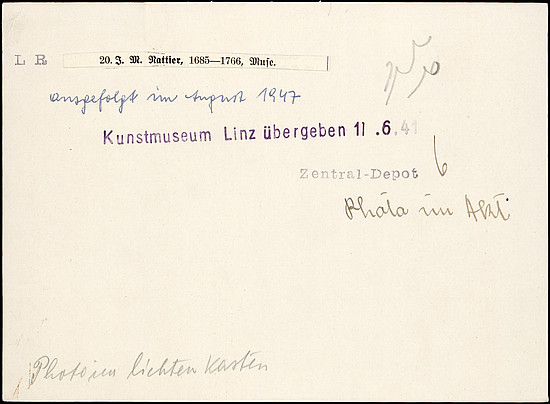 L R
20. J. M. Nattier, 1685—1766, Muse.
ausgefolgt im August 1947
Kunstmuseum Linz übergeben 11.6.41
Zentral-Depot 6
Photo im Akt.
Photo im lichten Kasten